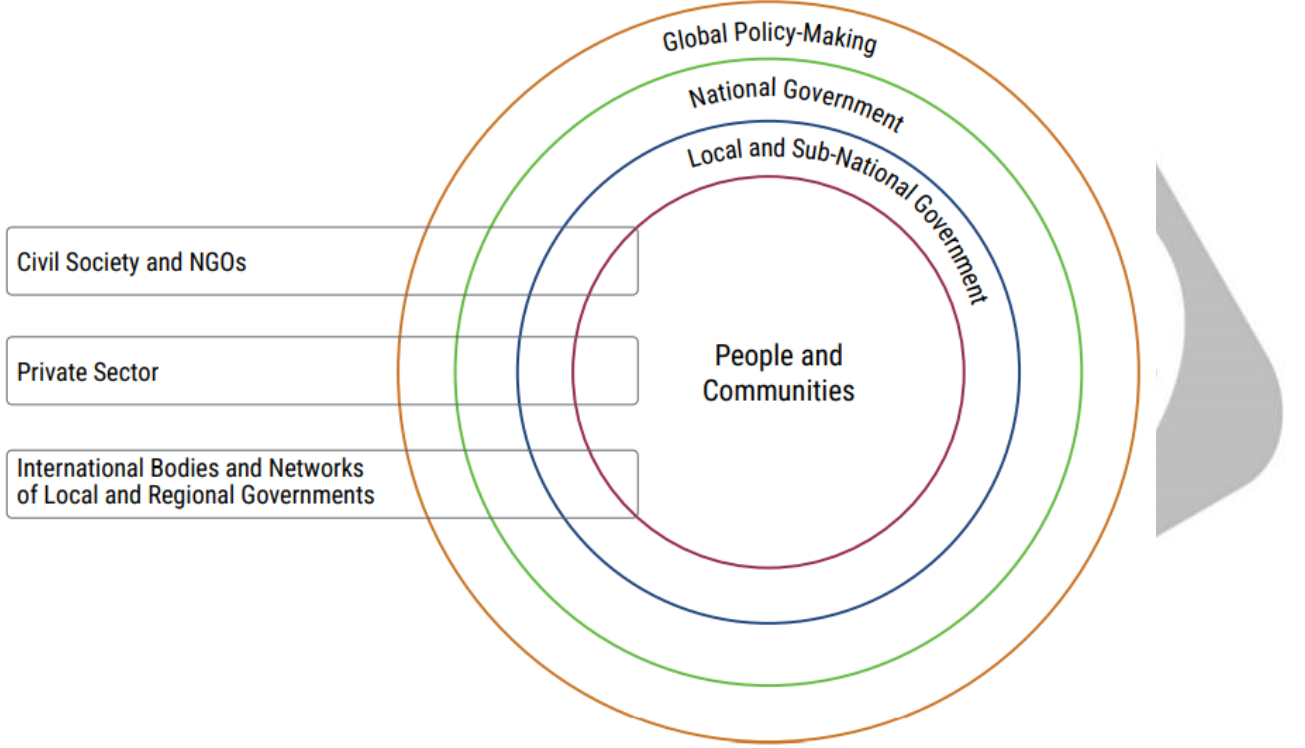 Global Policy-Making
National Government
Local and Sub-National Government
Civil Society and NGOs
Private Sector
People and
Communities
International Bodies and Networks
of Local and Regional Governments